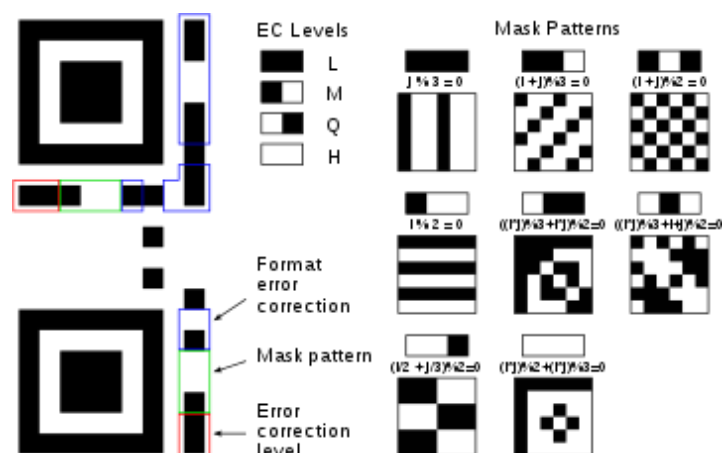 EC Levels
L
M
Q
H
Format
error
correction
Mask pattern
Error
correction
level
Mask Patterns
J % 3 = 0
(I + J)%3 = 0
(I + J)%2 = 0
I % 2 = 0
((I*J)%3+I*J)%2=0
((I*J)%3+I+J)%2=0
(I/2 + J/3)%2=0
(I*J)%2+(I*J)%3=0